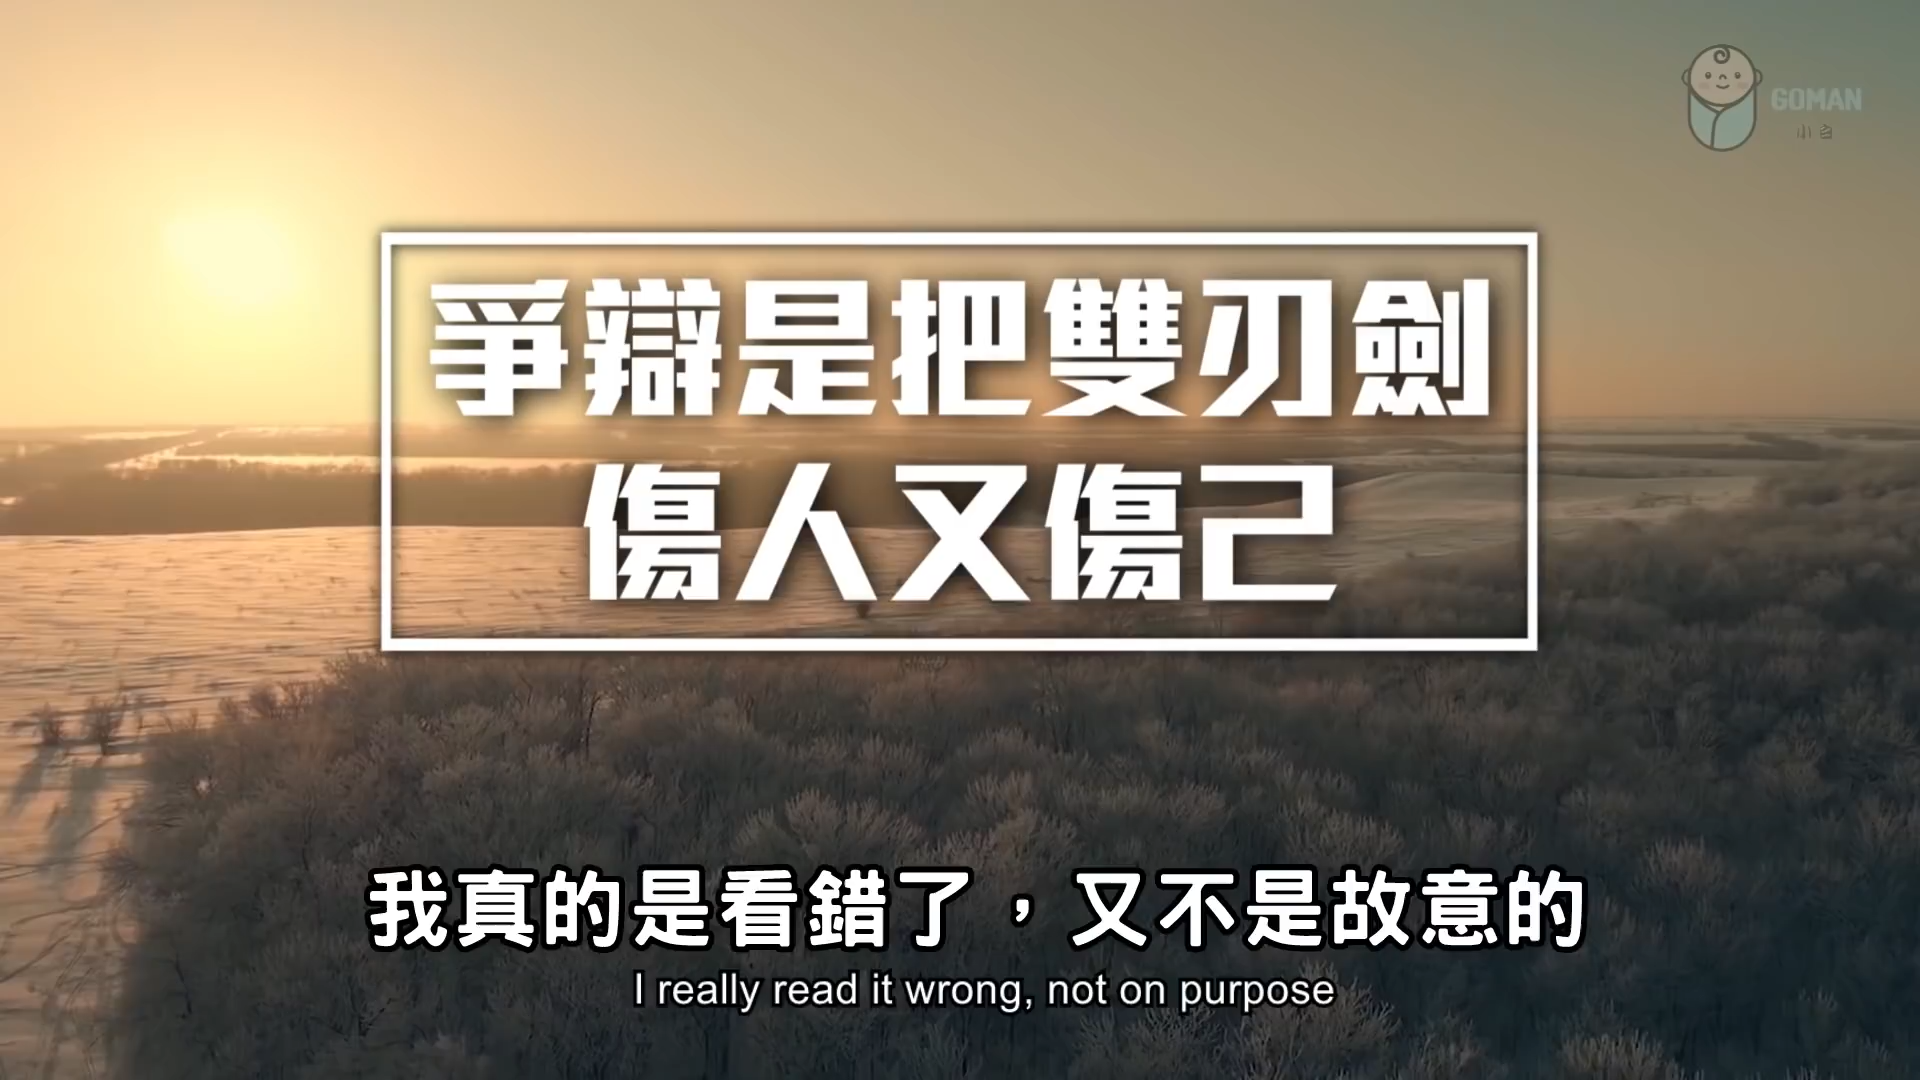 GOMAN
小白
爭辯是把雙刃劍
傷人又傷己
我真的是看錯了，又不是故意的
I really read it wrong, not on purpose